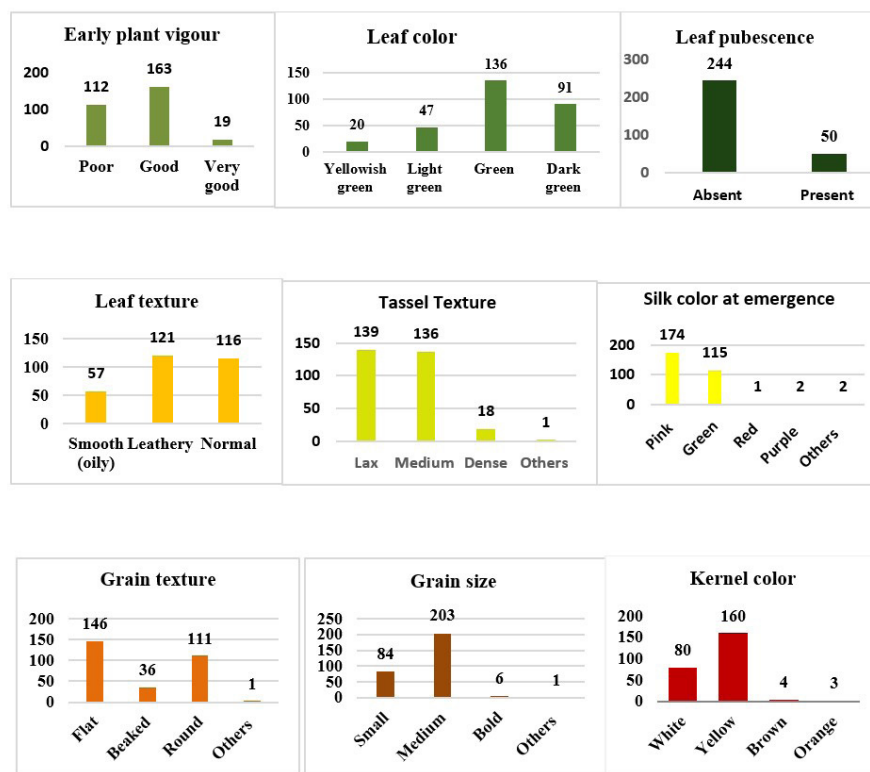 Early plant vigour
200
100
0
112
163
19
Poor
Good
Very
good
Leaf color
150
100
50
0
20
47
136
91
Yellowish
green
Light
green
Green
Dark
green
Leaf pubescence
300
200
100
0
244
50
Absent
Present
Leaf texture
150
100
50
0
57
121
116
Smooth
(oily)
Leathery
Normal
Tassel Texture
150
100
50
0
139
136
18
1
Lax
Medium
Dense
Others
Silk color at emergence
200
100
0
174
115
1
2
2
Pink
Green
Red
Purple
Others
Grain texture
200
150
100
50
0
146
36
111
1
Flat
Beaked
Round
Others
Grain size
250
200
150
100
50
0
84
203
6
1
Small
Medium
Bold
Others
Kernel color
200
150
100
50
0
80
160
4
3
White
Yellow
Brown
Orange